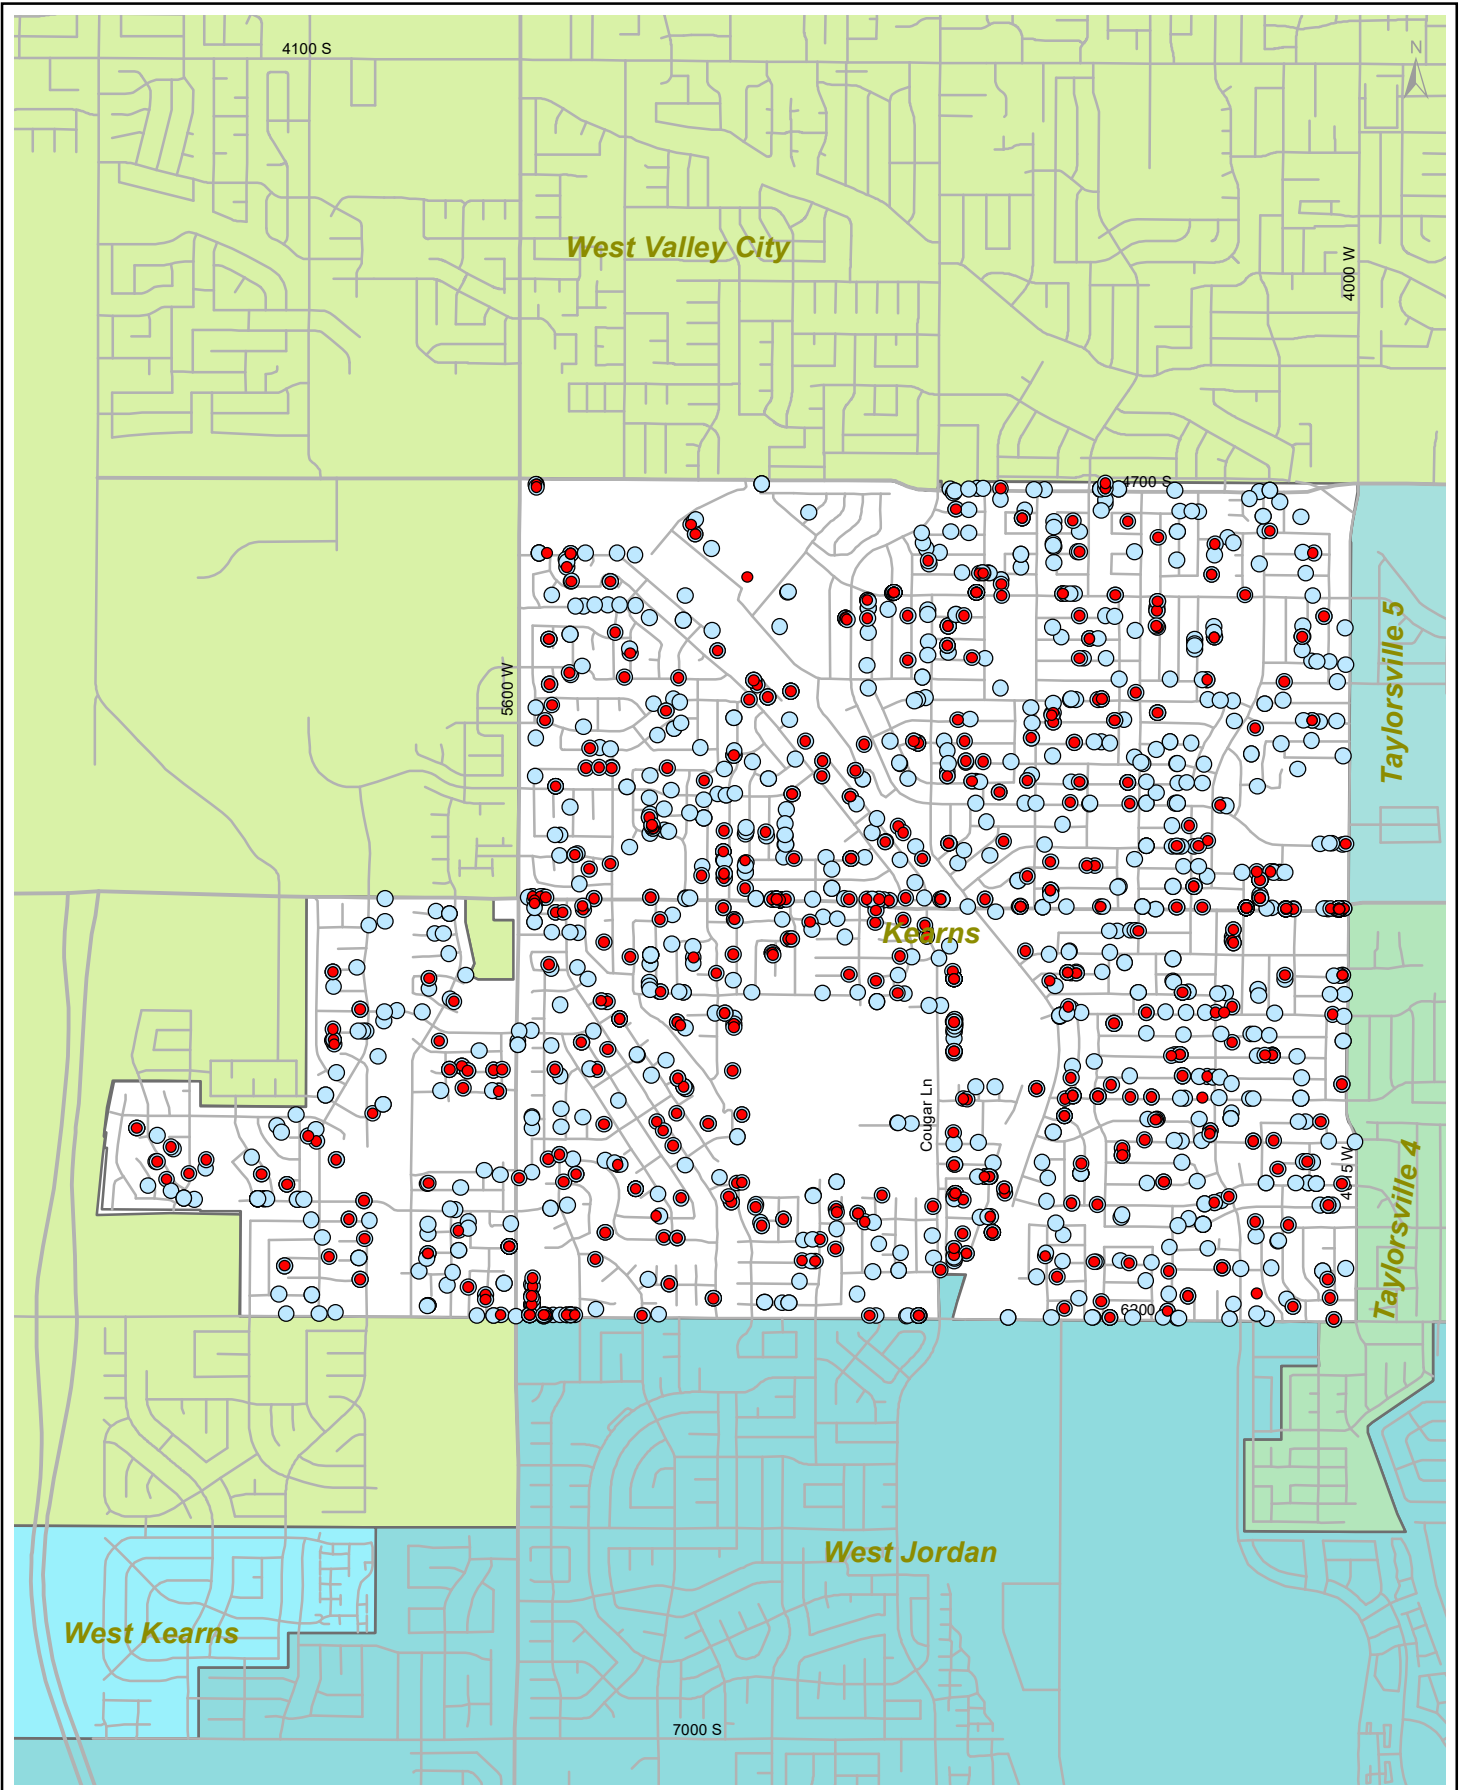 4100 S
N
West Valley City
4000 W
4700 S
Taylorsville 5
5600 W
Kearns
Cougar Ln
Taylorsville 4
West Jordan
West Kearns
7000 S